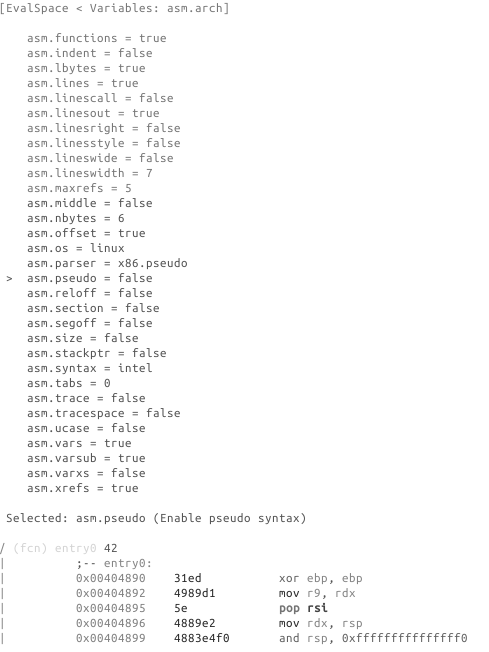 [EvalSpace < Variables: asm.arch]
asm.functions = true
asm.indent = false
asm.lbytes = true
asm.lines = true
asm.linescall = false
asm.linesout = true
asm.linesright = false
asm.linesstyle = false
asm.lineswide = false
asm.lineswidth = 7
asm.maxrefs = 5
asm.middle = false
asm.nbytes = 6
asm.offset = true
asm.os = linux
asm.parser = x86.pseudo
> asm.pseudo = false
asm.reloff = false
asm.section = false
asm.segoff = false
asm.size = false
asm.stackptr = false
asm.syntax = intel
asm.tabs = 0
asm.trace = false
asm.tracespace = false
asm.ucase = false
asm.vars = true
asm.varsub = true
asm.varxs = false
asm.xrefs = true
Selected: asm.pseudo (Enable pseudo syntax)
/ (fcn) entry0 42
| ;-- entry0:
| 0x00404890 31ed xor ebp, ebp
| 0x00404892 4989d1 mov r9, rdx
| 0x00404895 5e pop rsi
| 0x00404896 4889e2 mov rdx, rsp
| 0x00404899 4883e4f0 and rsp, 0xfffffffffffffff0